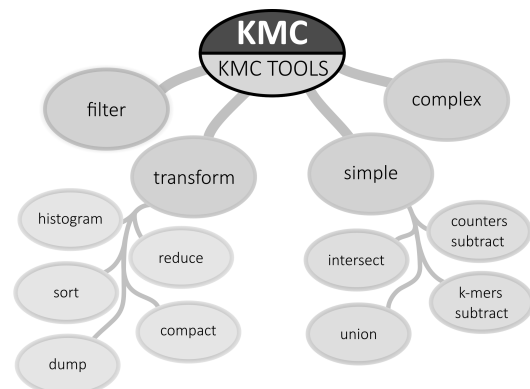 KMC
KMC TOOLS
filter
complex
transform
simple
histogram
reduce
sort
compact
dump
intersect
counters
subtract
union
k-mers
subtract